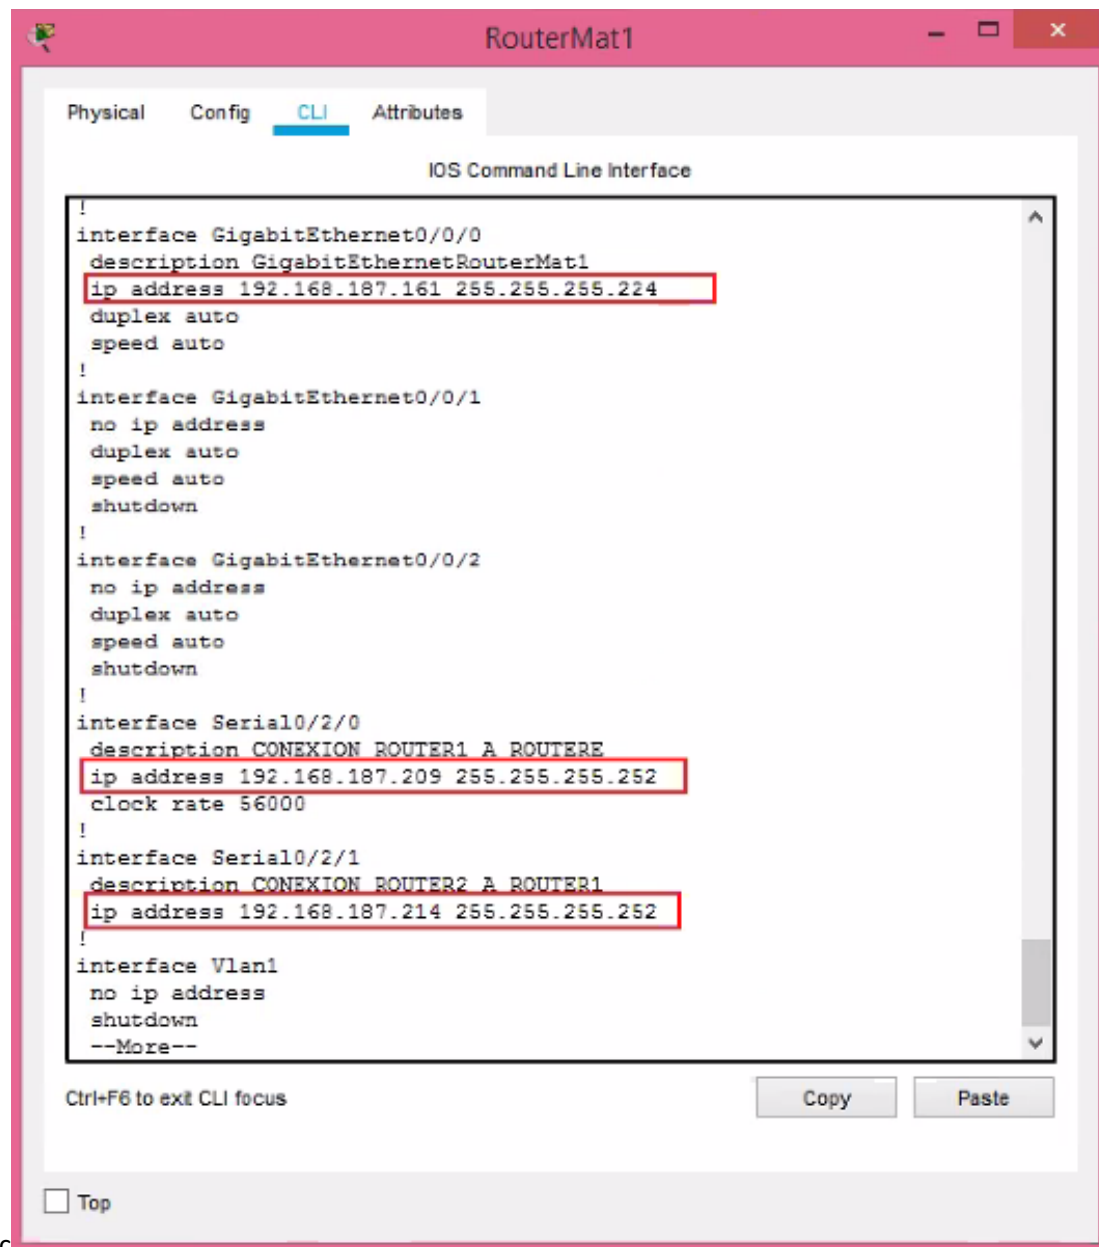 RouterMat1
Physical Config CLI Attributes
IOS Command Line Interface
!
interface GigabitEthernet0/0/0
description GigabitEthernetRouterMat1
ip address 192.168.187.161 255.255.255.224
duplex auto
speed auto
!
interface GigabitEthernet0/0/1
no ip address
duplex auto
speed auto
shutdown
!
interface GigabitEthernet0/0/2
no ip address
duplex auto
speed auto
shutdown
!
interface Serial0/2/0
description CONEXION ROUTER1 A ROUTERE
ip address 192.168.187.209 255.255.255.252
clock rate 56000
!
interface Serial0/2/1
description CONEXION ROUTER2 A ROUTER1
ip address 192.168.187.214 255.255.255.252
!
interface Vlan1
no ip address
shutdown
--More--
Ctrl+F6 to exit CLI focus
Copy Paste
Top